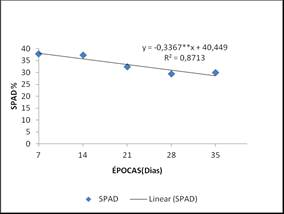 y = -0,3367**x + 40,449
R² = 0,8713
40
35
30
25
20
15
10
5
0
SPAD%
7 14 21 28 35
ÉPOCAS(Dias)
SPAD Linear (SPAD)